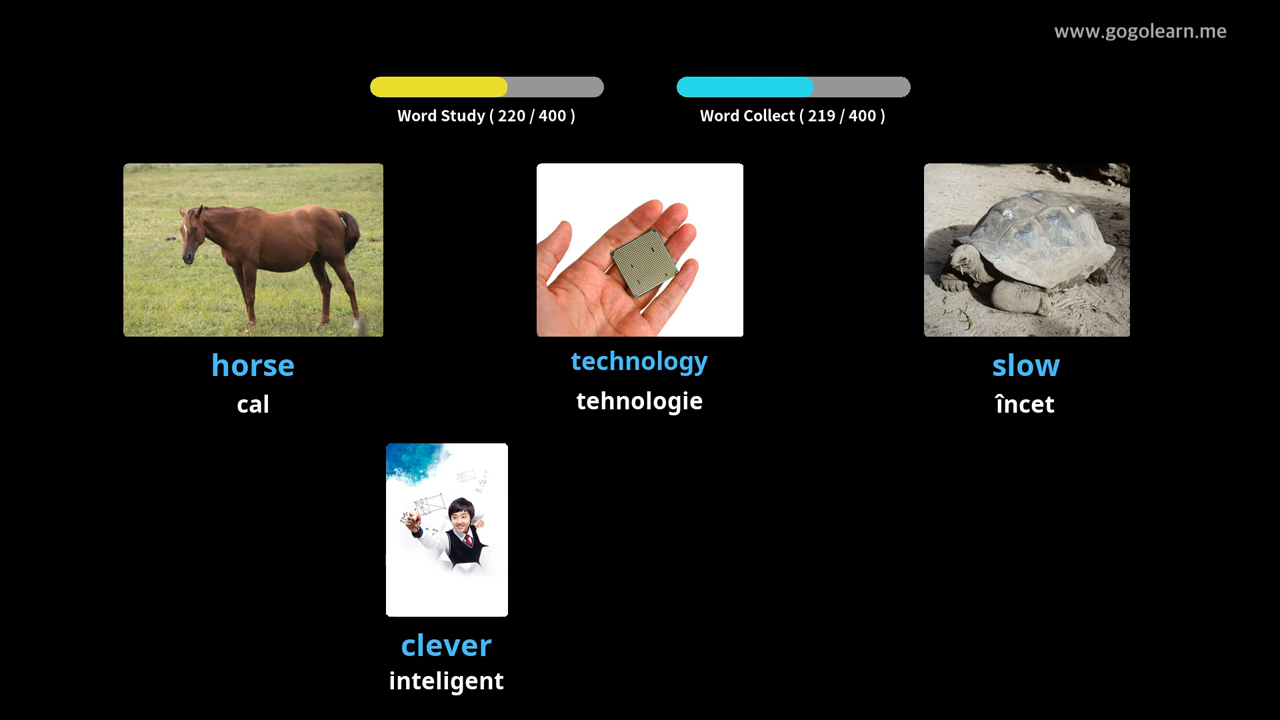 www.gogolearn.me
Word Study ( 220 / 400 )
Word Collect ( 219 / 400 )
horse
cal
technology
tehnologie
slow
încet
clever
inteligent